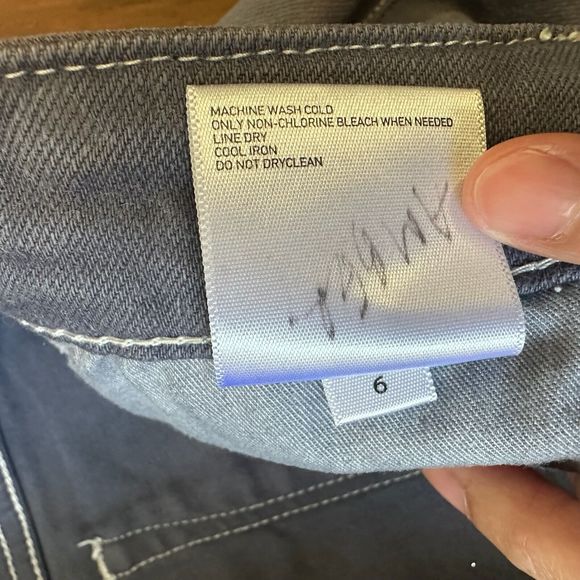 MACHINE WASH COLD
ONLY NON-CHLORINE BLEACH WHEN NEEDED
LINE DRY
COOL IRON
DO NOT DRYCLEAN
6